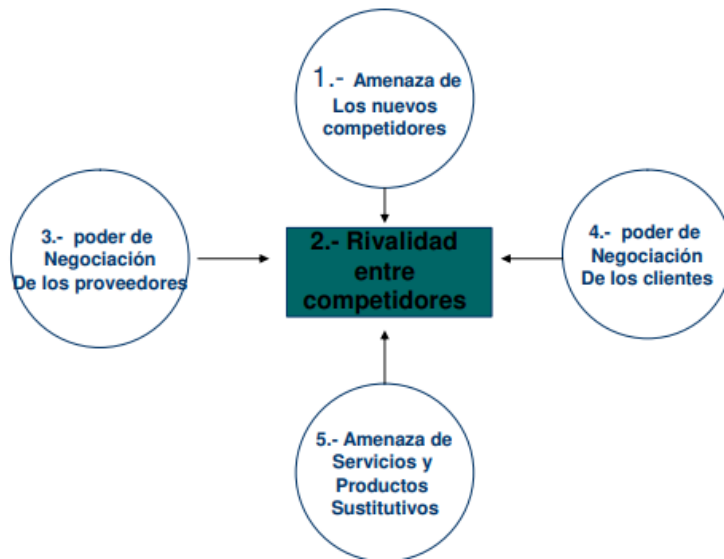 1.- Amenaza de
Los nuevos
competidores
3.- poder de
Negociación
De los proveedores
2.- Rivalidad
entre
competidores
4.- poder de
Negociación
De los clientes
5.- Amenaza de
Servicios y
Productos
Sustitutivos